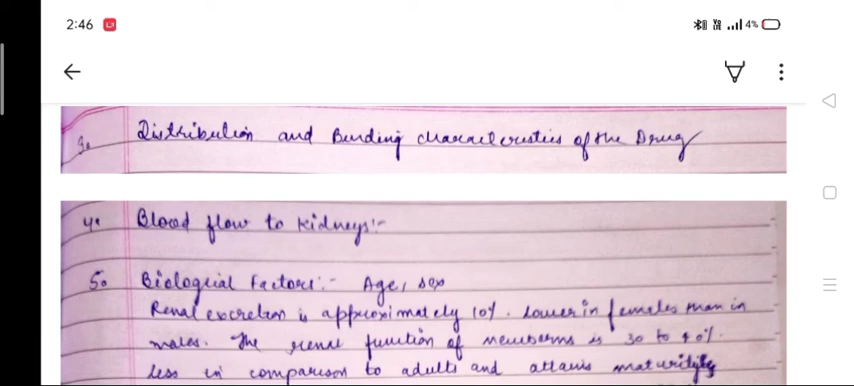 2:46
4%
3. Distribution and Binding characteristics of the Drug
4. Blood flow to kidneys:-
5. Biological Factors:- Age, sex
Renal excretion is approximately 10%. Lower in females than in
males. The renal function of newborns is 30 to 40%.
less in comparison to adults and attains maturity